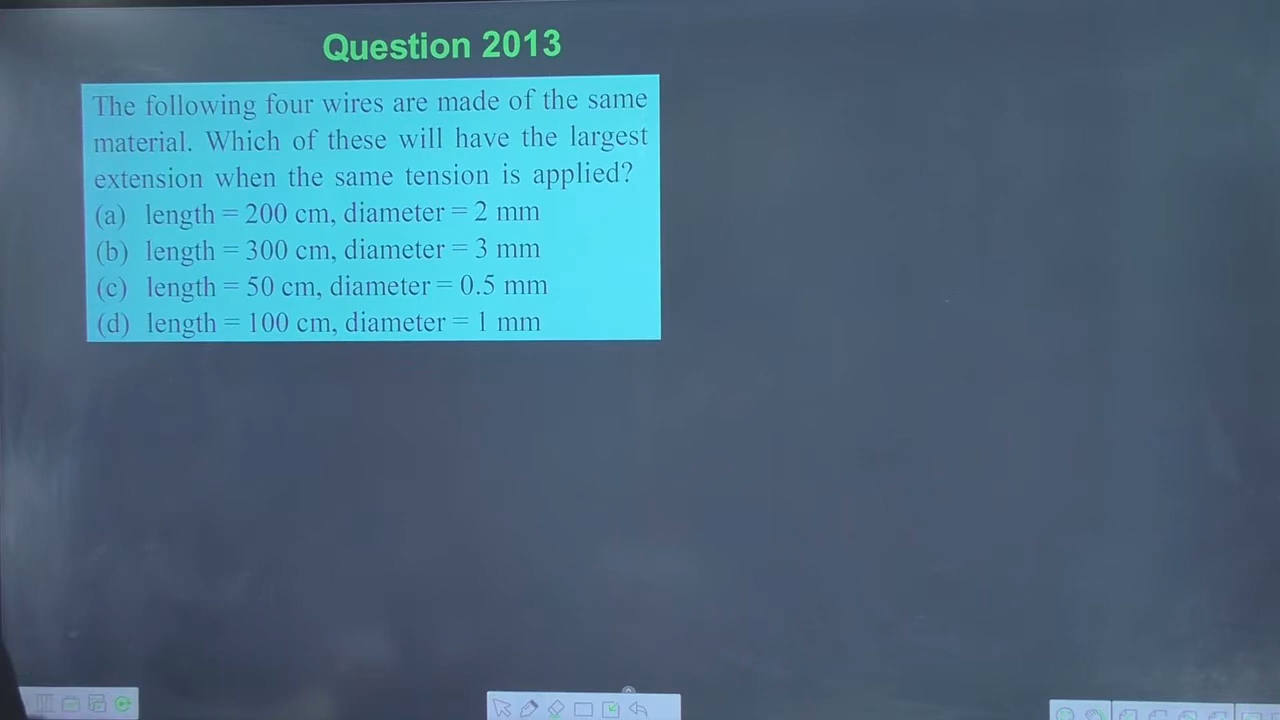 Question 2013
The following four wires are made of the same
material. Which of these will have the largest
extension when the same tension is applied?
(a) length = 200 cm, diameter = 2 mm
(b) length = 300 cm, diameter = 3 mm
(c) length = 50 cm, diameter = 0.5 mm
(d) length = 100 cm, diameter = 1 mm